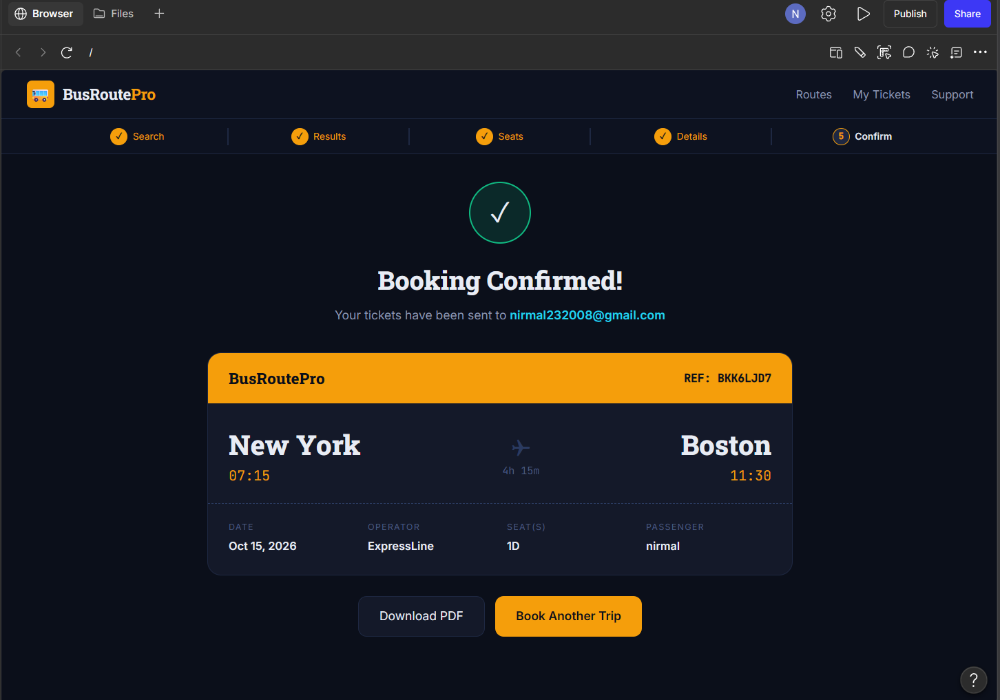 Browser Files
N Publish Share
/
BusRoutePro
Routes My Tickets Support
✓ Search ✓ Results ✓ Seats ✓ Details 5 Confirm
✓
Booking Confirmed!
Your tickets have been sent to nirmal232008@gmail.com
BusRoutePro REF: BKK6LJD7
New York Boston
07:15 4h 15m 11:30
DATE OPERATOR SEAT(S) PASSENGER
Oct 15, 2026 ExpressLine 1D nirmal
Download PDF Book Another Trip
?